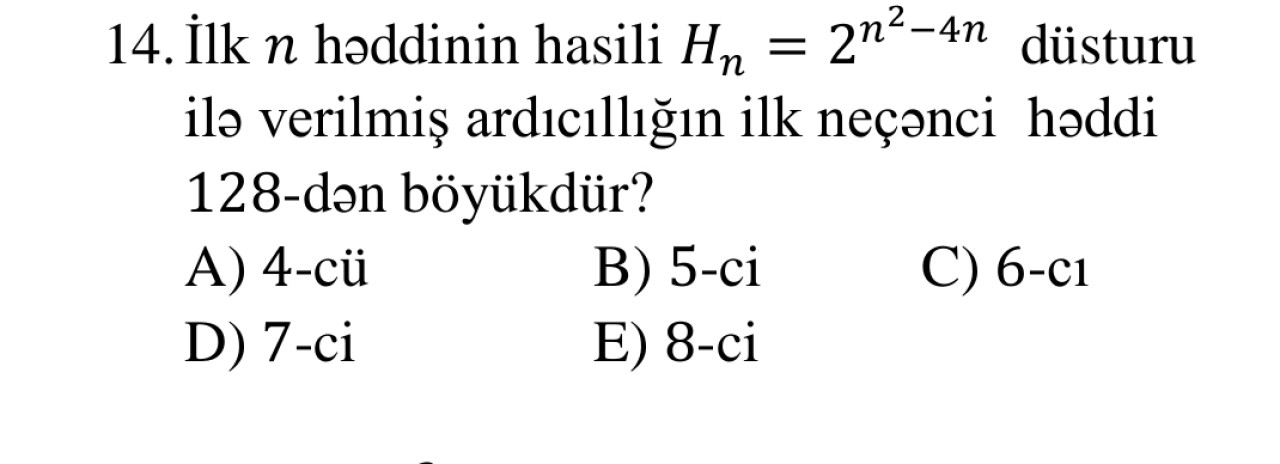 14. İlk n həddinin hasili Hₙ = 2^{n²−4n} düsturu
ilə verilmiş ardıcıllığın ilk neçənci həddi
128-dən böyükdür?
A) 4-cü B) 5-ci C) 6-cı
D) 7-ci E) 8-ci